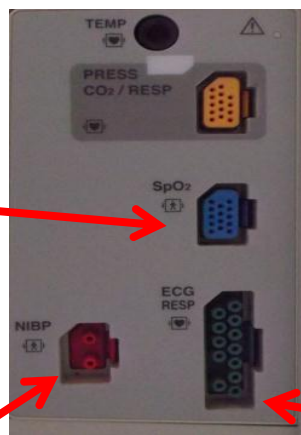 TEMP
PRESS
CO₂ / RESP
SpO₂
ECG
RESP
NIBP